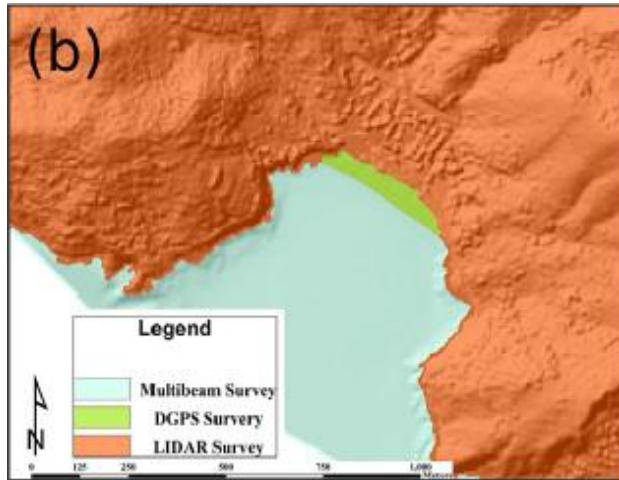 (b)
Legend
Multibeam Survey
DGPS Survery
LIDAR Survey
N
0 125 250 500 750 1,000
Meters